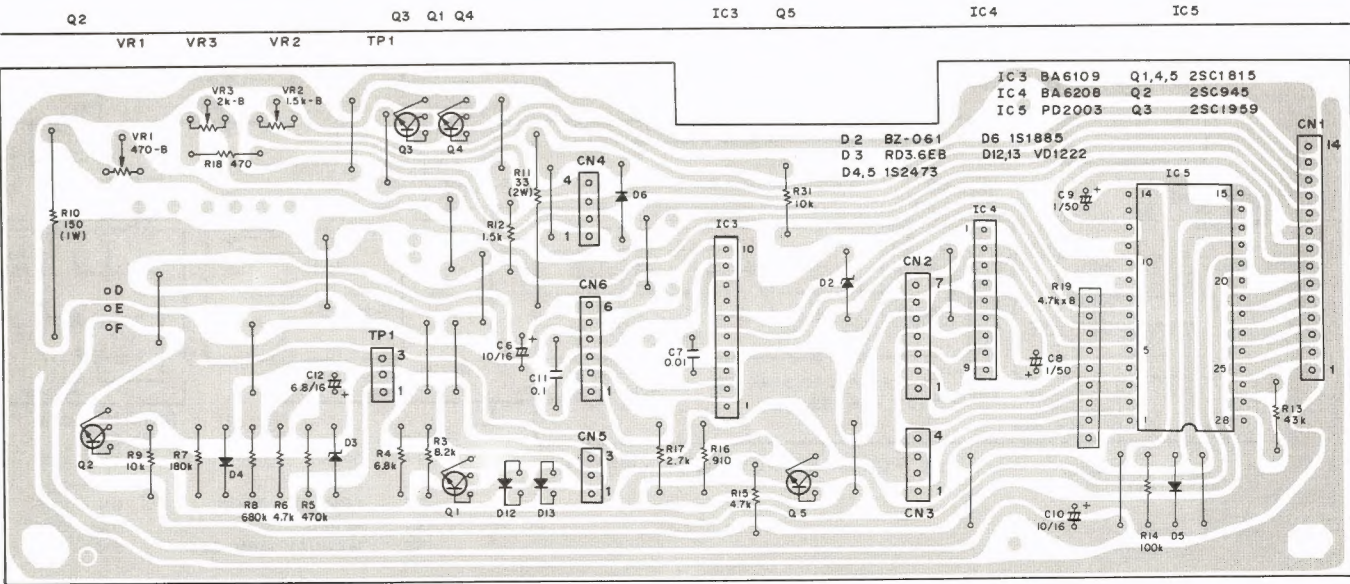 Q2 Q3 Q1 Q4 IC3 Q5 IC4 IC5
VR1 VR3 VR2 TP1
IC3 BA6109 Q1,4,5 2SC1815
IC4 BA6208 Q2 2SC945
IC5 PD2003 Q3 2SC1959
D2 BZ-061 D6 1S1885
D3 RD3.6EB D12,13 VD1222
D4,5 1S2473
VR3
2k-B
VR2
1.5k-B
VR1
470-B
R18 470
Q3
Q4
R11
33
(2W)
CN4
4
1
D6
R31
10k
C9 +
1/50
IC5
14 15
10
20
5
25
1 28
CN1
14
1
R10
150
(1W)
R12
1.5k
IC3
10
1
IC4
1
9
D
E
F
CN6
6
1
D2
CN2
7
1
R19
4.7k×8
TP1
3
1
C6 +
10/16
C11
0.1
C7
0.01
C8
+ 1/50
C12
6.8/16 +
R13
43k
Q2
R9
10k
R7
180k
D4
R8
680k
R6
4.7k
R5
470k
D3
R4
6.8k
R3
8.2k
Q1
D12 D13
CN5
3
1
R17
2.7k
R16
910
R15
4.7k
Q5
4
1
CN3
C10 +
10/16
R14
100k
D5